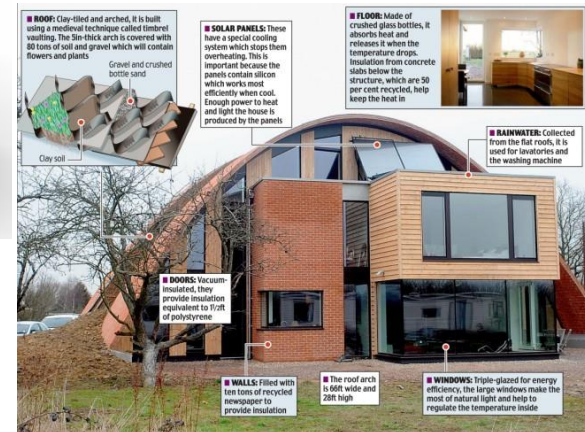 ■ ROOF: Clay-tiled and arched, it is built
using a medieval technique called timbrel
vaulting. The 5in-thick arch is covered with
80 tons of soil and gravel which will contain
flowers and plants
Gravel and crushed
bottle sand
Clay soil
■ SOLAR PANELS: These
have a special cooling
system which stops them
overheating. This is
important because the
panels contain silicon
which works most
efficiently when cool.
Enough power to heat
and light the house is
produced by the panels
■ FLOOR: Made of
crushed glass bottles, it
absorbs heat and
releases it when the
temperature drops.
Insulation from concrete
slabs below the
structure, which are 50
per cent recycled, help
keep the heat in
■ RAINWATER: Collected
from the flat roofs, it is
used for lavatories and
the washing machine
■ DOORS: Vacuum-
insulated, they
provide insulation
equivalent to 1½ft
of polystyrene
■ WALLS: Filled with
ten tons of recycled
newspaper to
provide insulation
■ The roof arch
is 66ft wide and
28ft high
■ WINDOWS: Triple-glazed for energy
efficiency, the large windows make the
most of natural light and help to
regulate the temperature inside